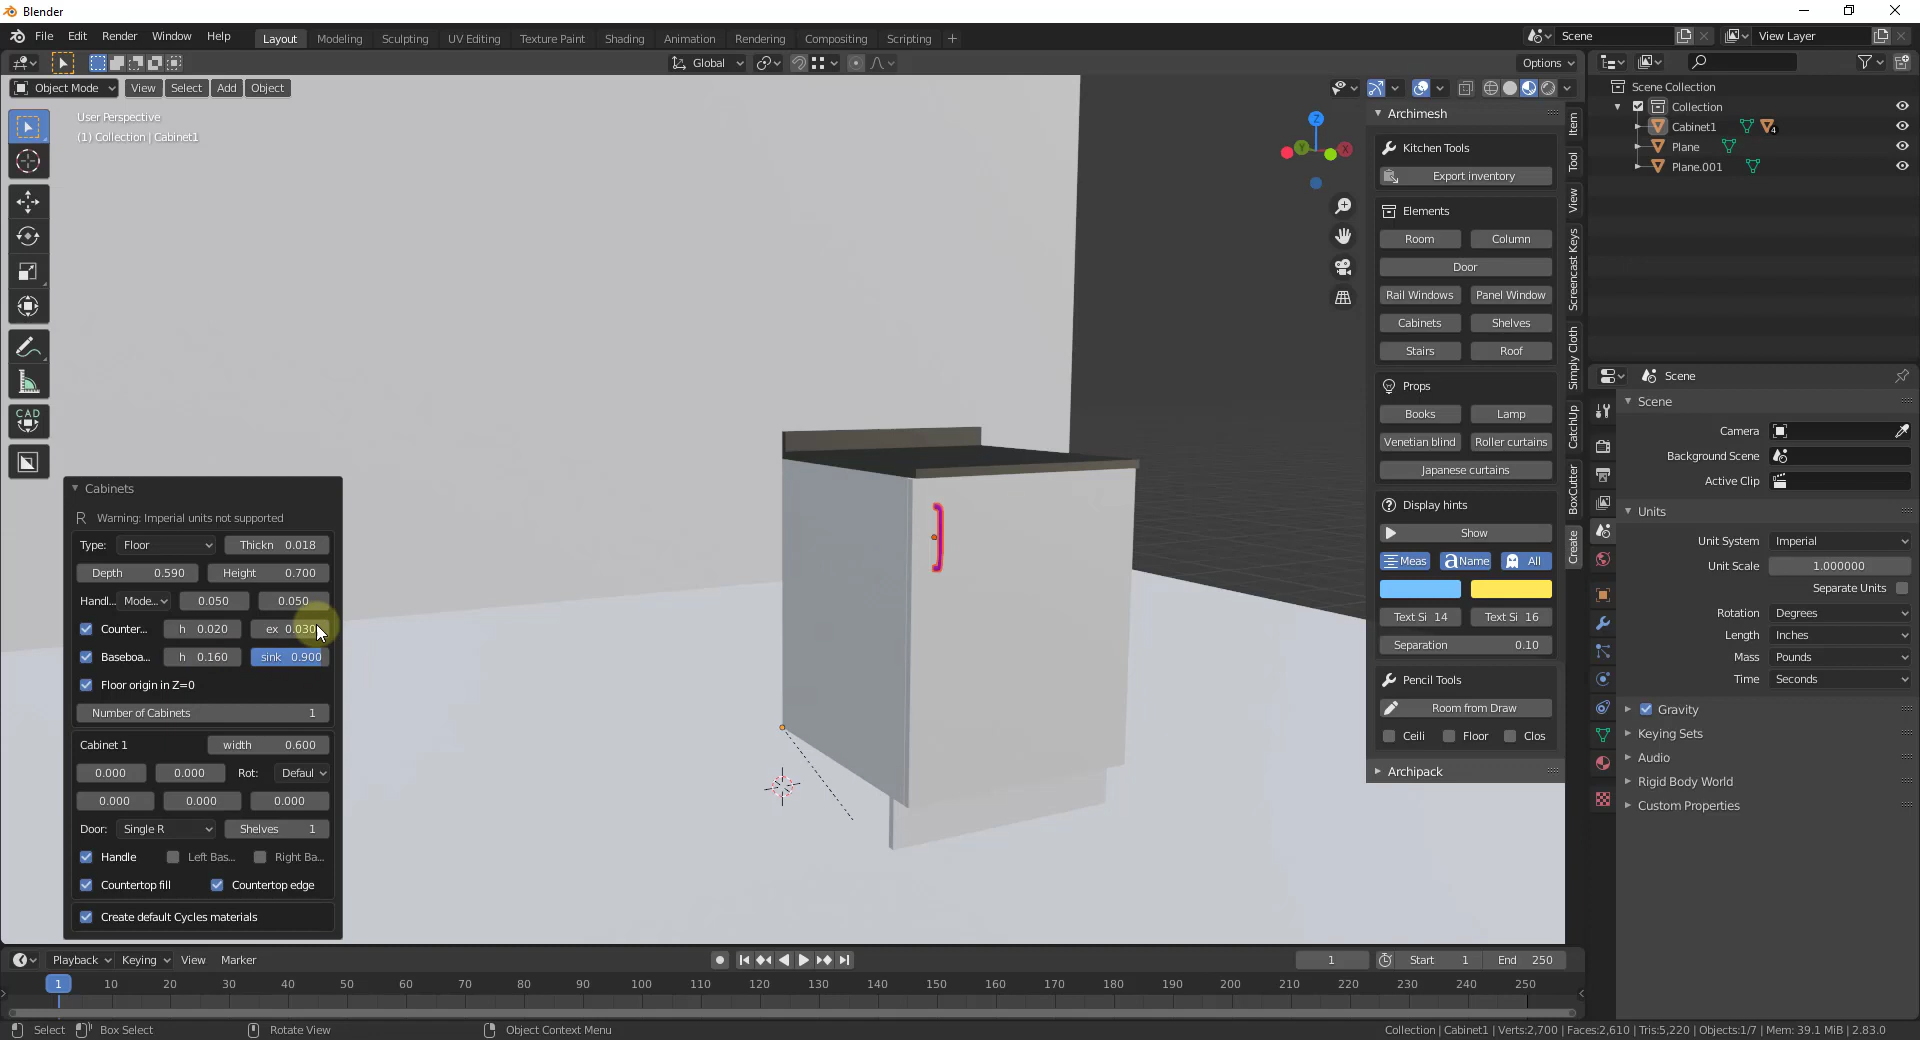 Blender
File Edit Render Window Help
Layout Modeling Sculpting UV Editing Texture Paint Shading Animation Rendering Compositing Scripting +
Scene
View Layer
Global
Options
Object Mode View Select Add Object
User Perspective
(1) Collection | Cabinet1
CAD
Z
Y
X
Cabinets
R Warning: Imperial units not supported
Type: Floor Thickn 0.018
Depth 0.590 Height 0.700
Handl... Mode... 0.050 0.050
Counter... h 0.020 ex 0.030
Baseboa... h 0.160 sink 0.900
Floor origin in Z=0
Number of Cabinets 1
Cabinet 1 width 0.600
0.000 0.000 Rot: Defaul
0.000 0.000 0.000
Door: Single R Shelves 1
Handle Left Bas... Right Ba...
Countertop fill Countertop edge
Create default Cycles materials
Archimesh
Kitchen Tools
Export inventory
Elements
Room Column
Door
Rail Windows Panel Window
Cabinets Shelves
Stairs Roof
Props
Books Lamp
Venetian blind Roller curtains
Japanese curtains
Display hints
Show
Meas aName All
Text Si 14 Text Si 16
Separation 0.10
Pencil Tools
Room from Draw
Ceili Floor Clos
Archipack
Item
Tool
View
Screencast Keys
Simply Cloth
CatchUp
BoxCutter
Create
Scene Collection
Collection
Cabinet1 4
Plane
Plane.001
Scene
Scene
Camera
Background Scene
Active Clip
Units
Unit System Imperial
Unit Scale 1.000000
Separate Units
Rotation Degrees
Length Inches
Mass Pounds
Time Seconds
Gravity
Keying Sets
Audio
Rigid Body World
Custom Properties
Playback Keying View Marker
1 Start 1 End 250
1 10 20 30 40 50 60 70 80 90 100 110 120 130 140 150 160 170 180 190 200 210 220 230 240 250
Select Box Select Rotate View Object Context Menu
Collection | Cabinet1 | Verts:2,700 | Faces:2,610 | Tris:5,220 | Objects:1/7 | Mem: 39.1 MiB | 2.83.0